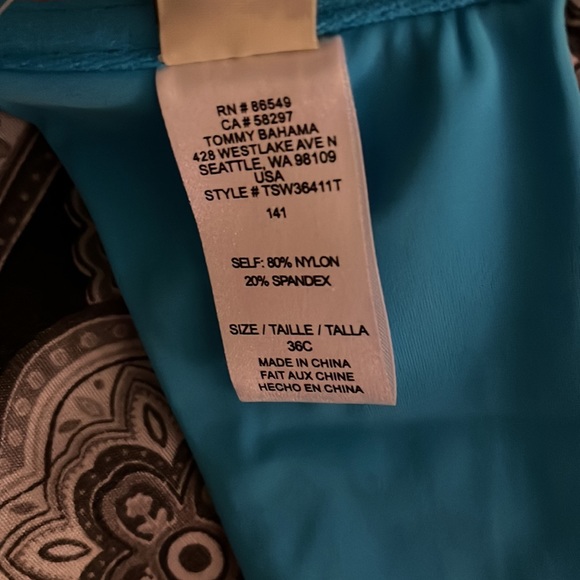 RN # 86549
CA # 58297
TOMMY BAHAMA
428 WESTLAKE AVE N
SEATTLE, WA 98109
USA
STYLE # TSW36411T
141
SELF: 80% NYLON
20% SPANDEX
SIZE / TAILLE / TALLA
36C
MADE IN CHINA
FAIT AUX CHINE
HECHO EN CHINA